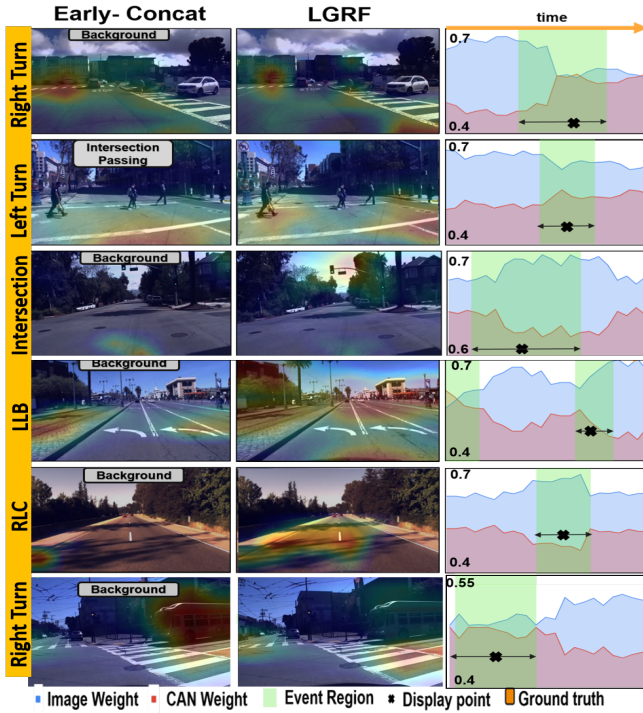 Early- Concat LGRF time
Right Turn
Background
0.7
0.4
Left Turn
Intersection
Passing
0.7
0.4
Intersection
Background
0.7
0.6
LLB
Background
0.7
0.4
RLC
Background
0.7
0.4
Right Turn
Background
0.55
0.4
Image Weight CAN Weight Event Region Display point Ground truth